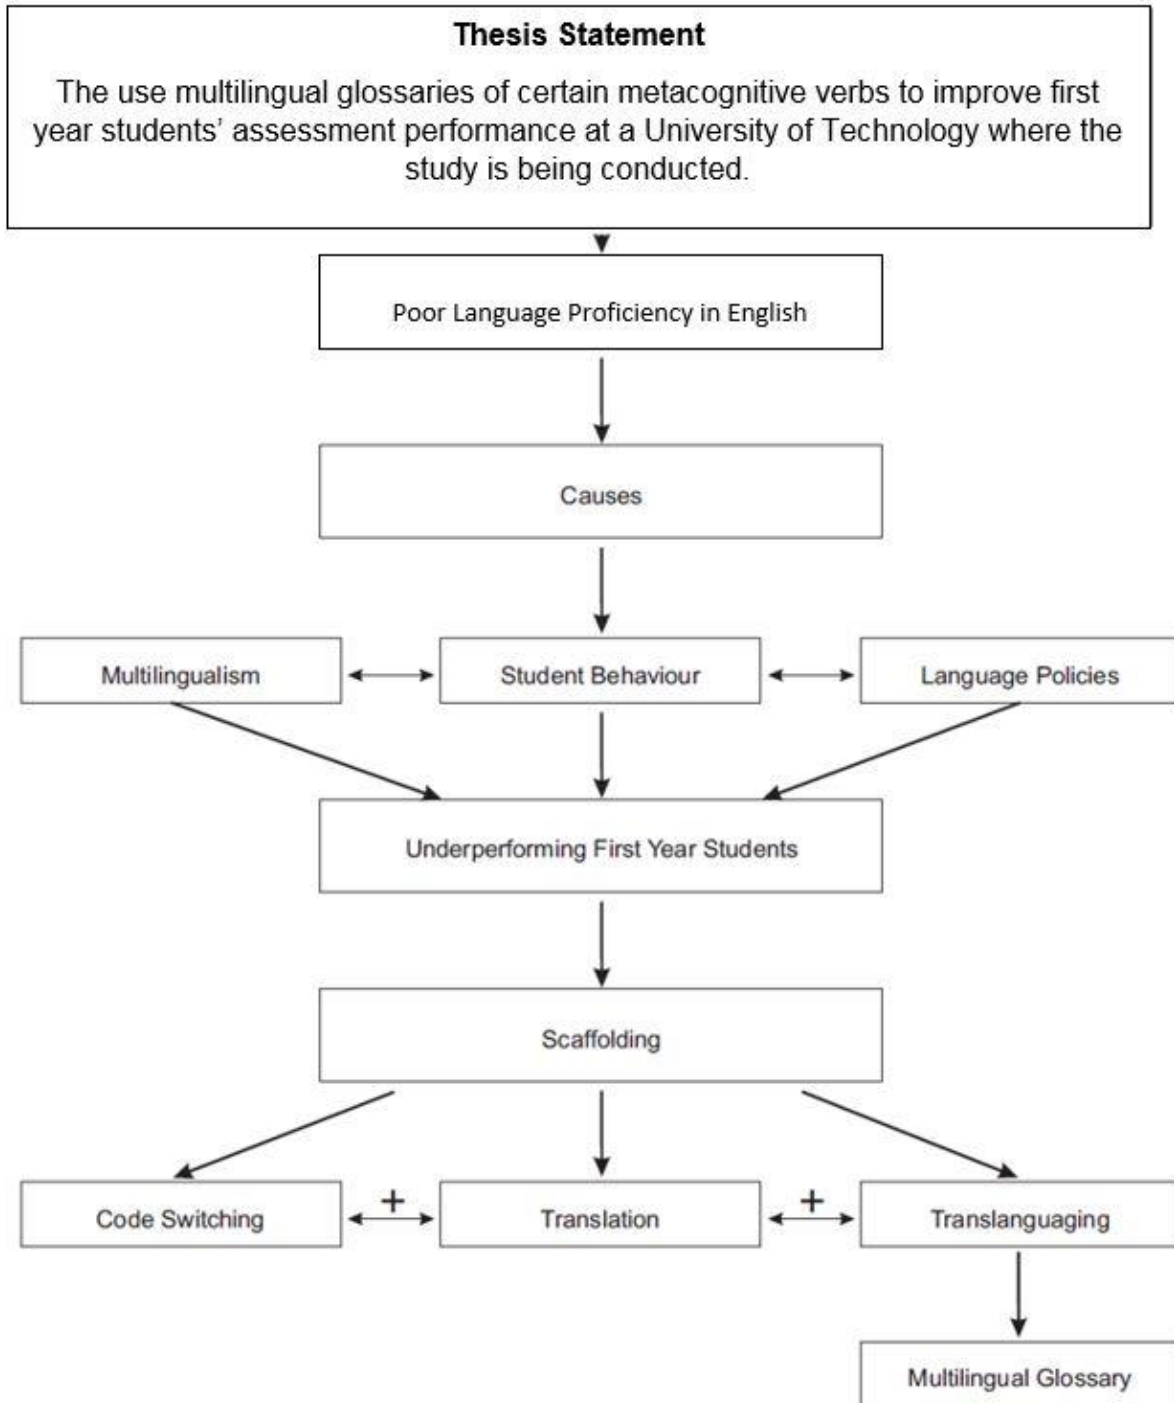 Thesis Statement
The use multilingual glossaries of certain metacognitive verbs to improve first
year students’ assessment performance at a University of Technology where the
study is being conducted.
Poor Language Proficiency in English
Causes
Multilingualism
Student Behaviour
Language Policies
Underperforming First Year Students
Scaffolding
Code Switching
+
Translation
+
Translanguaging
Multilingual Glossary